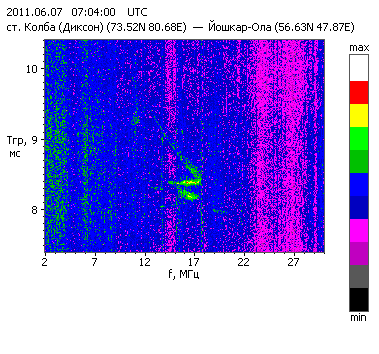 2011.06.07 07:04:00 UTC
ст. Колба (Диксон) (73.52N 80.68E) — Йошкар-Ола (56.63N 47.87E)
max
10
9
Tгр,
мс
8
2 7 12 17 22 27
f, МГц
min